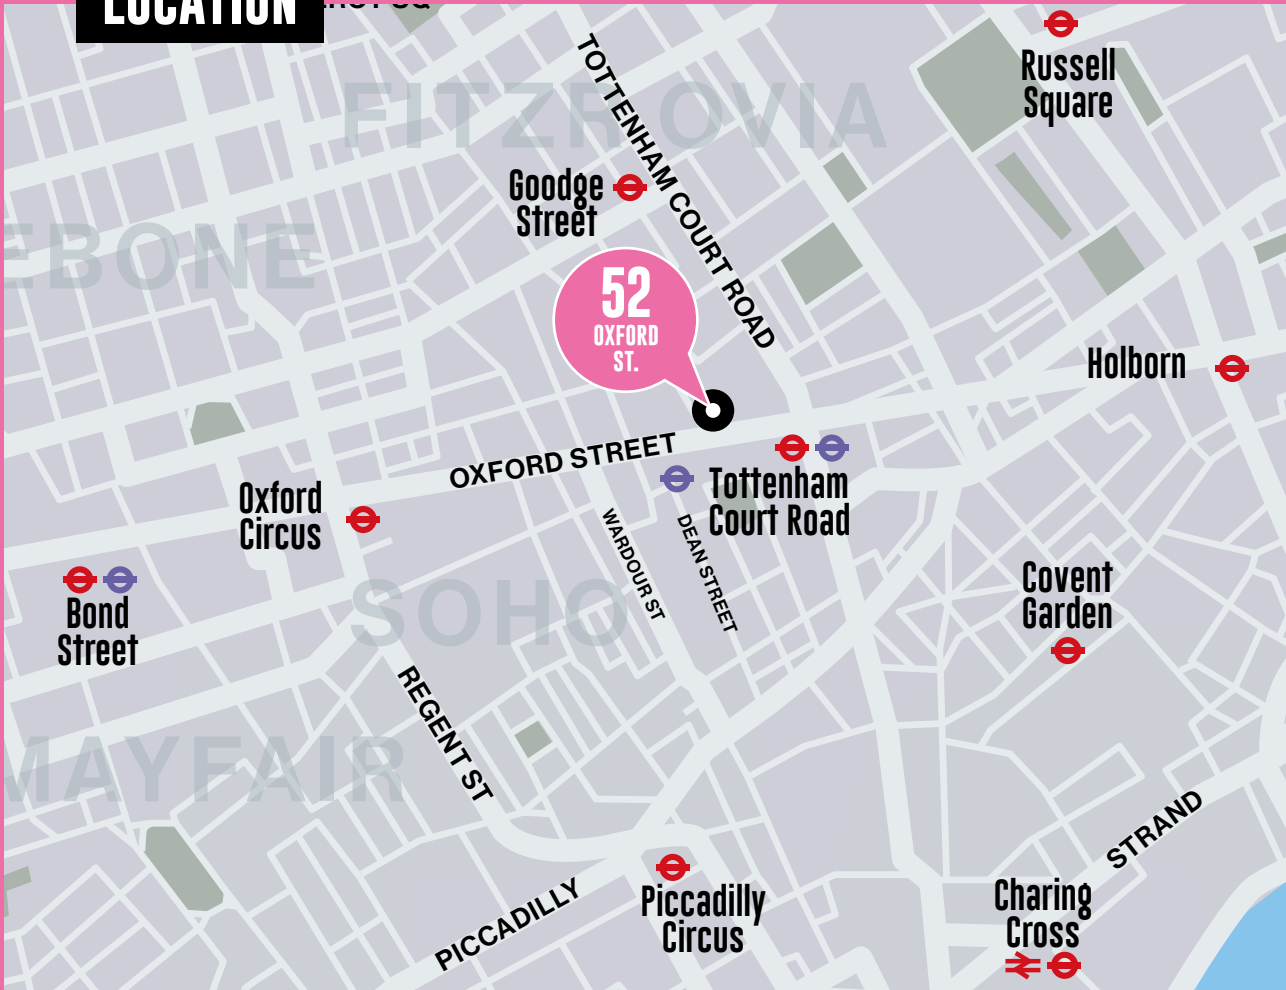 LOCATION
SQ
Russell
Square
FITZROVIA
TOTTENHAM COURT ROAD
Goodge
Street
EBONE
52
OXFORD
ST.
Holborn
OXFORD STREET
Tottenham
Court Road
Oxford
Circus
WARDOUR ST
DEAN STREET
Bond
Street
SOHO
Covent
Garden
REGENT ST
MAYFAIR
STRAND
PICCADILLY
Piccadilly
Circus
Charing
Cross